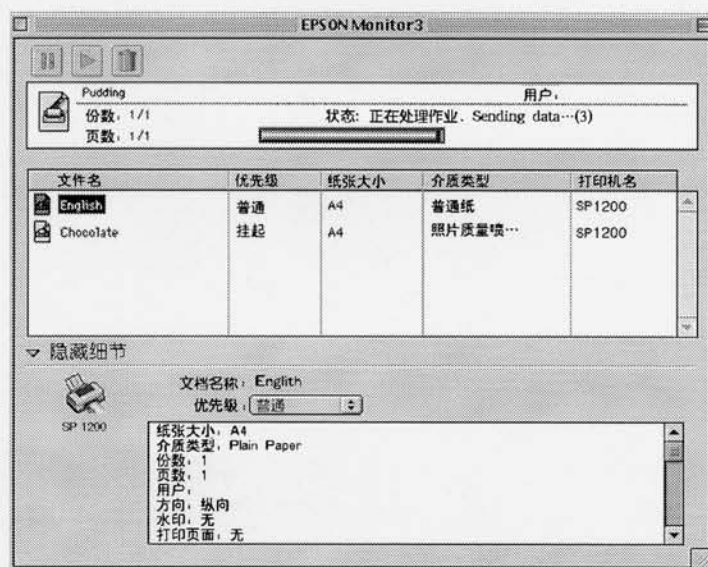 EPSON Monitor3
Pudding
用户:
份数: 1/1
状态: 正在处理作业. Sending data…(3)
页数: 1/1
文件名 优先级 纸张大小 介质类型 打印机名
English 普通 A4 普通纸 SP1200
Chocolate 挂起 A4 照片质量喷… SP1200
隐藏细节
文档名称: Englith
优先级: 普通
SP 1200
纸张大小: A4
介质类型: Plain Paper
份数: 1
页数: 1
用户:
方向: 纵向
水印: 无
打印页面: 无